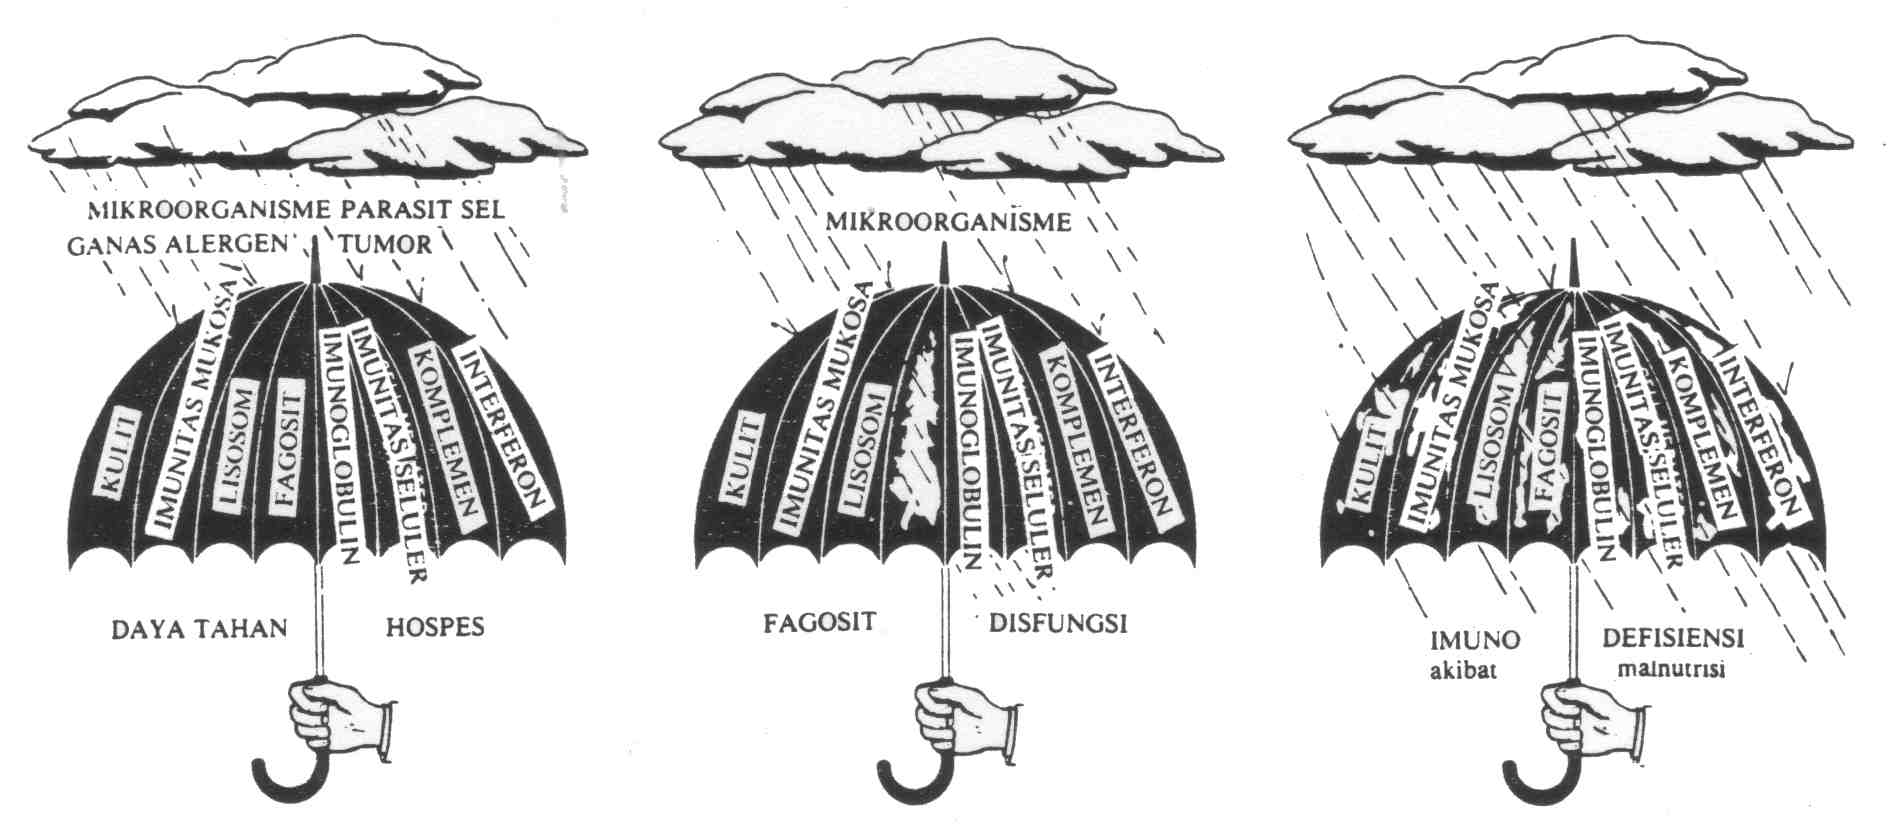 MIKROORGANISME PARASIT SEL
GANAS ALERGEN TUMOR
KULIT
IMUNITAS MUKOSA
LISOSOM
FAGOSIT
IMUNOGLOBULIN
IMUNITAS SELULER
KOMPLEMEN
INTERFERON
DAYA TAHAN HOSPES
MIKROORGANISME
KULIT
IMUNITAS MUKOSA
LISOSOM
IMUNOGLOBULIN
IMUNITAS SELULER
KOMPLEMEN
INTERFERON
FAGOSIT DISFUNGSI
KULIT
IMUNITAS MUKOSA
LISOSOM
FAGOSIT
IMUNOGLOBULIN
IMUNITAS SELULER
KOMPLEMEN
INTERFERON
IMUNO DEFISIENSI
akibat malnutrisi